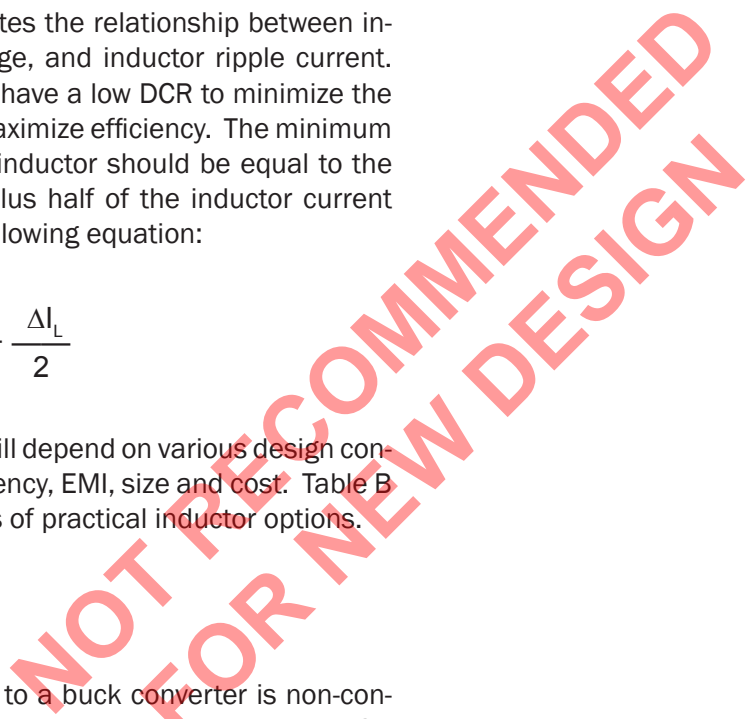 tes the relationship between in-
ge, and inductor ripple current.
have a low DCR to minimize the
aximize efficiency. The minimum
inductor should be equal to the
lus half of the inductor current
lowing equation:
ΔI_L
2
ill depend on various design con-
ency, EMI, size and cost. Table B
s of practical inductor options.
to a buck converter is non-con-
NOT RECOMMENDED
FOR NEW DESIGN